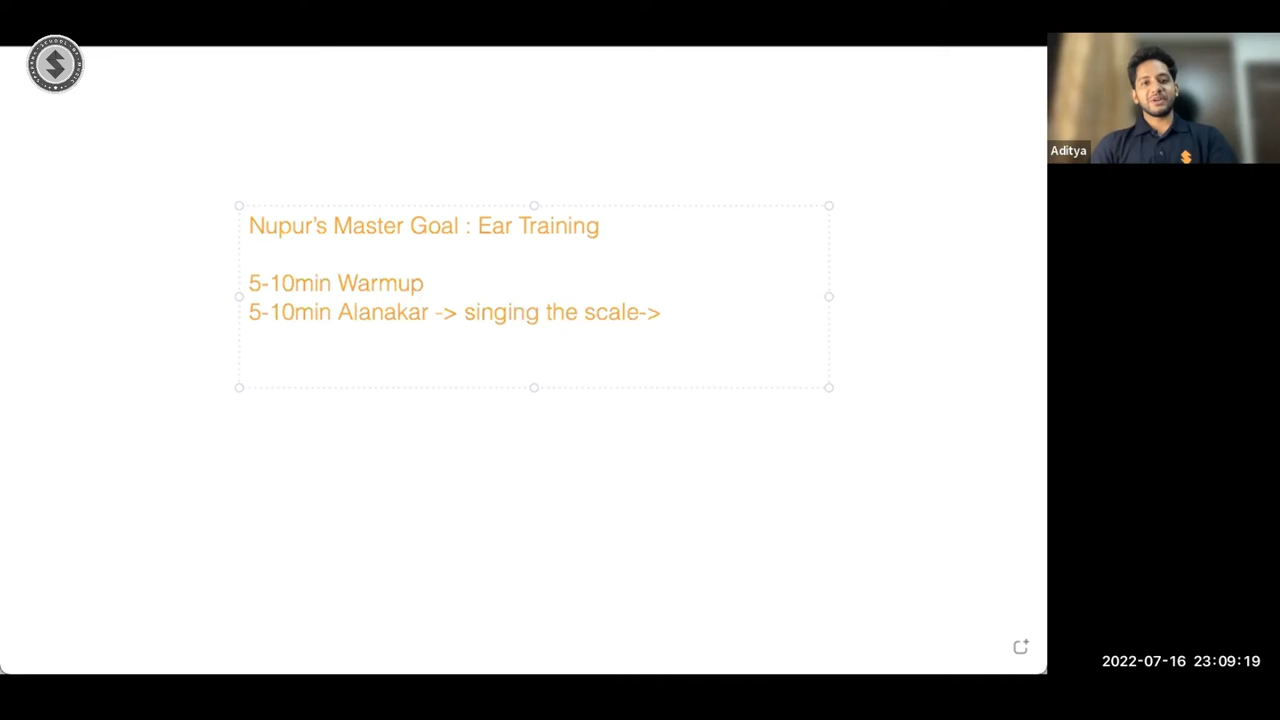 Nupur's Master Goal : Ear Training
5-10min Warmup
5-10min Alanakar -> singing the scale->
Aditya
2022-07-16 23:09:19